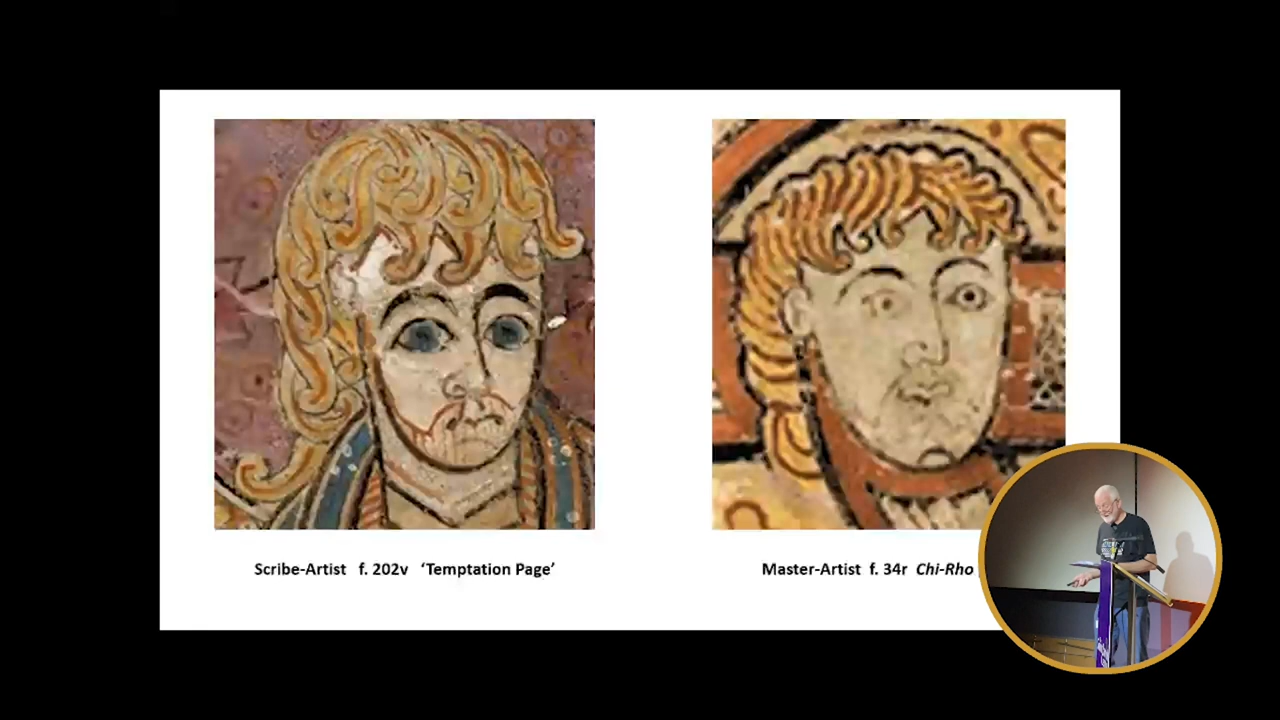 Scribe-Artist f. 202v ‘Temptation Page’
Master-Artist f. 34r Chi-Rho